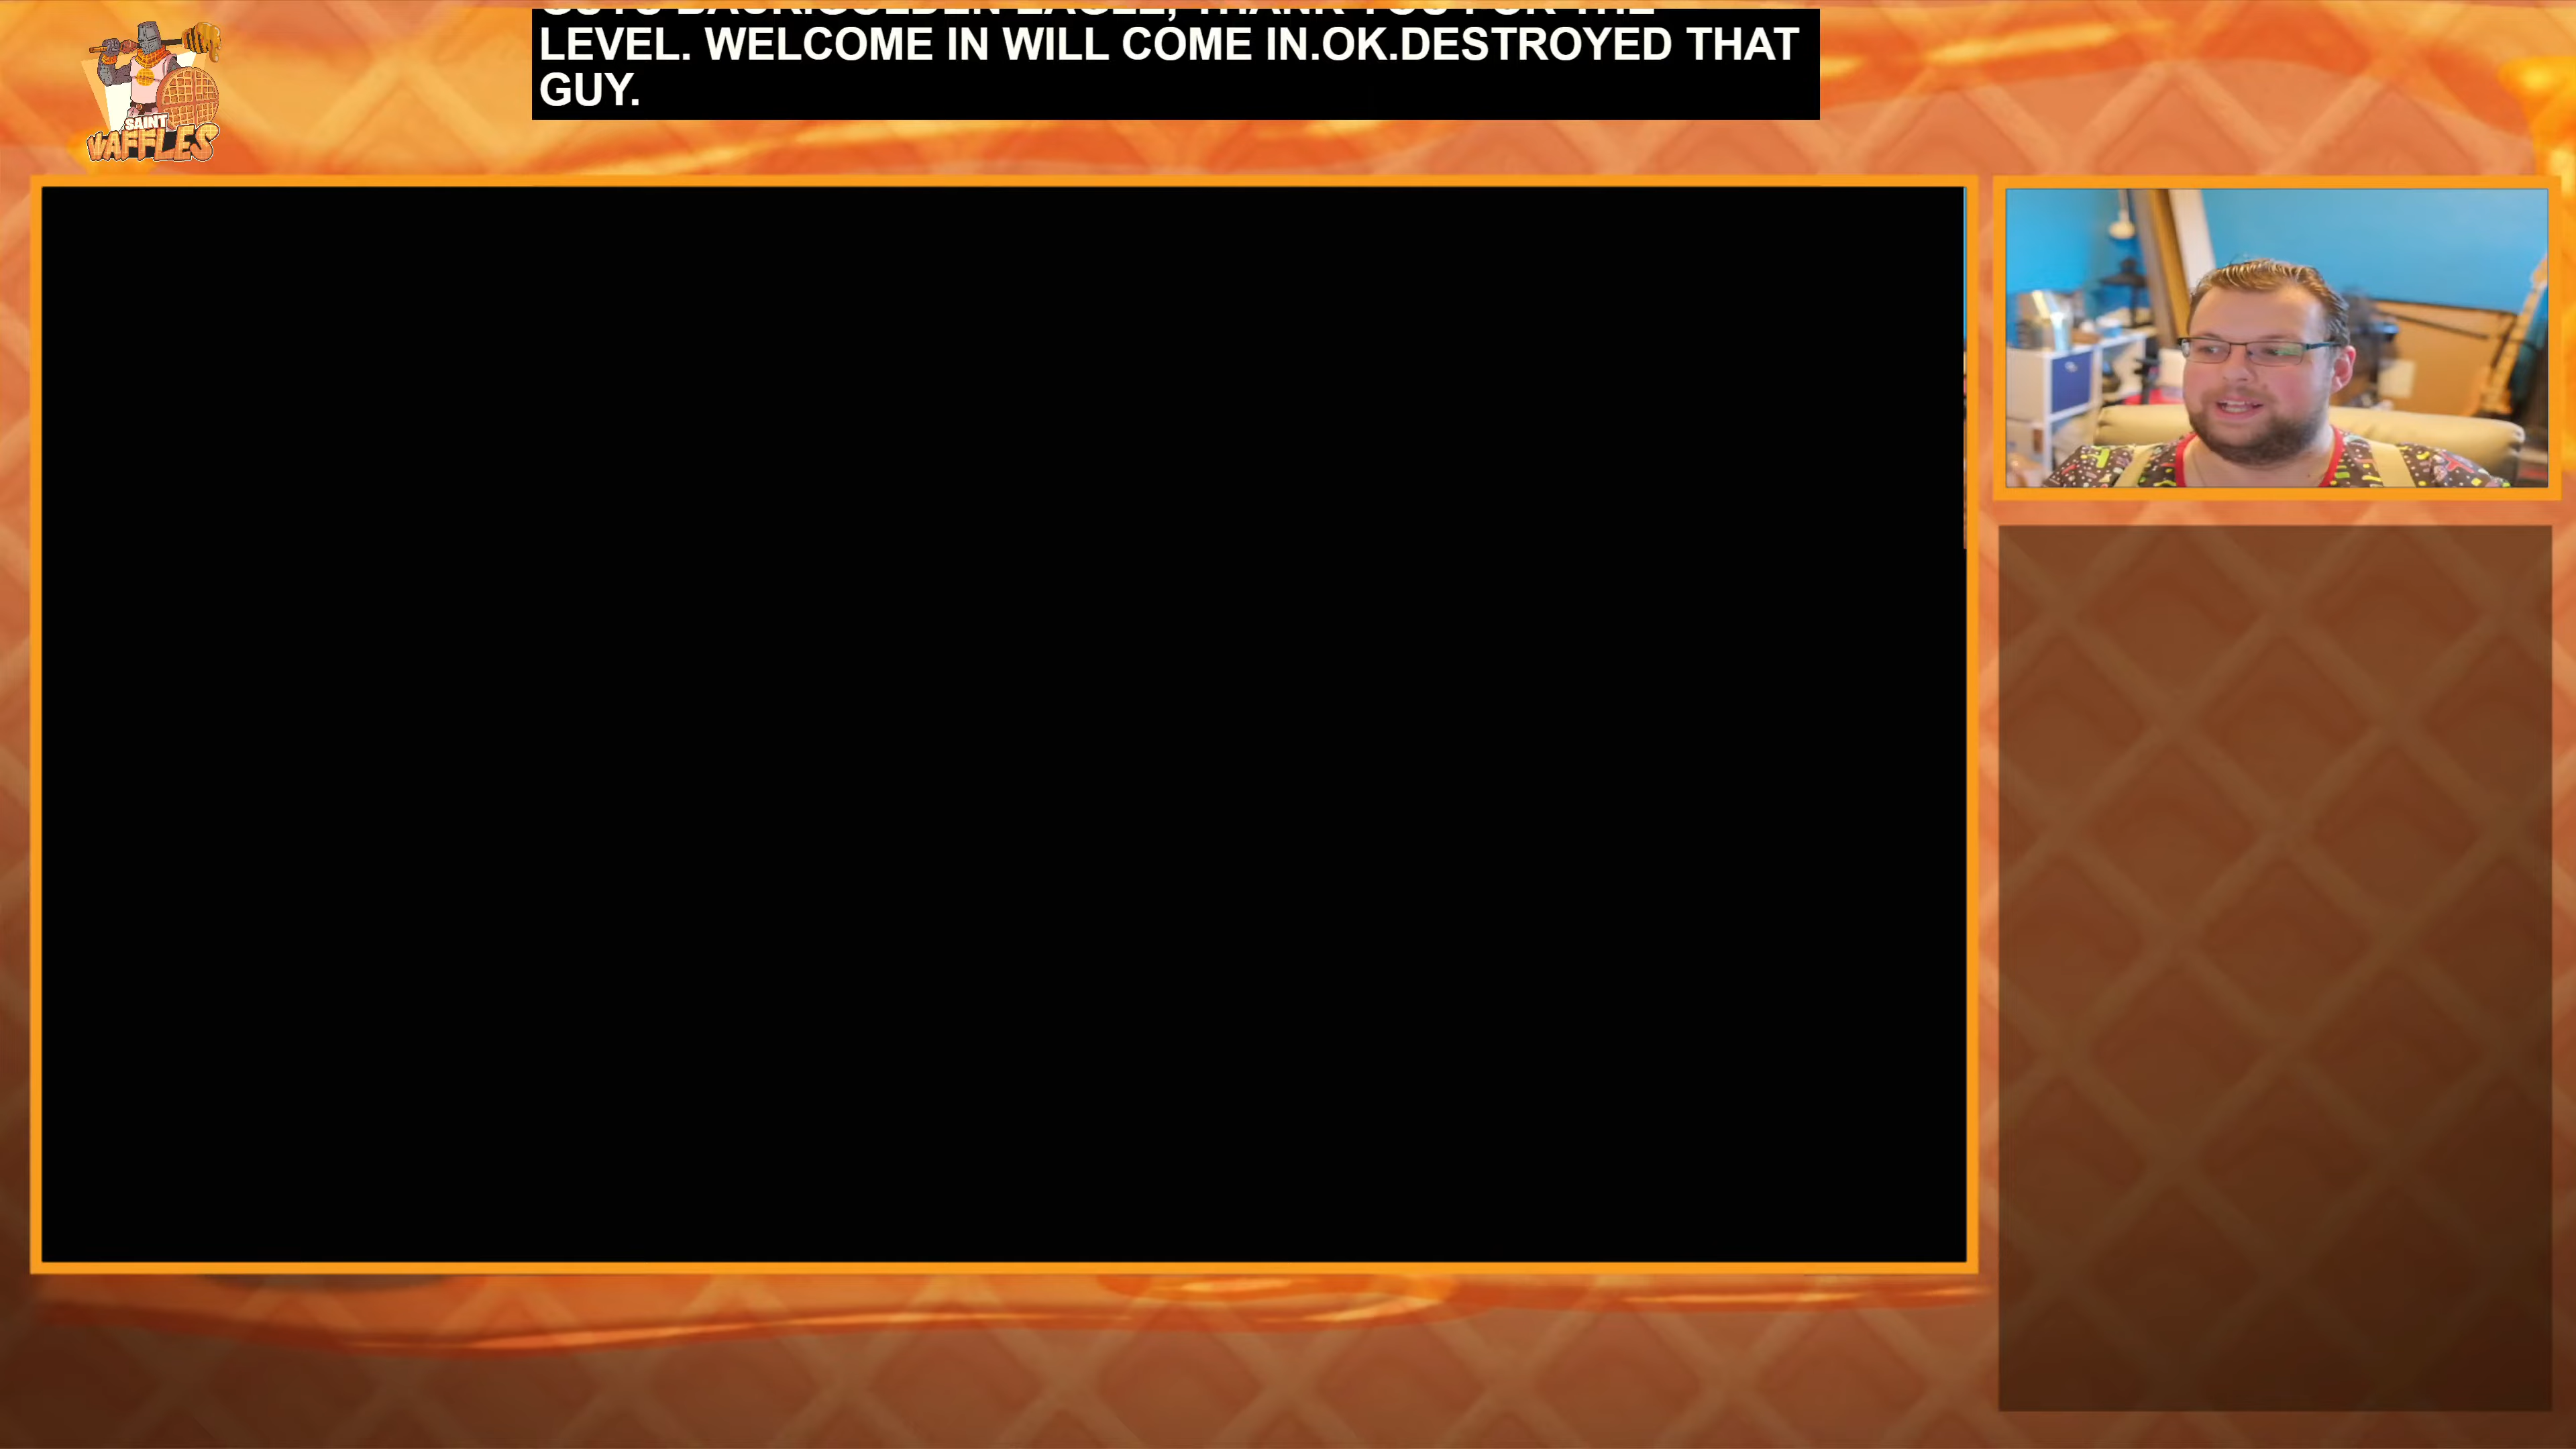 LEVEL. WELCOME IN WILL COME IN.OK.DESTROYED THAT
GUY.
SAINT
WAFFLES